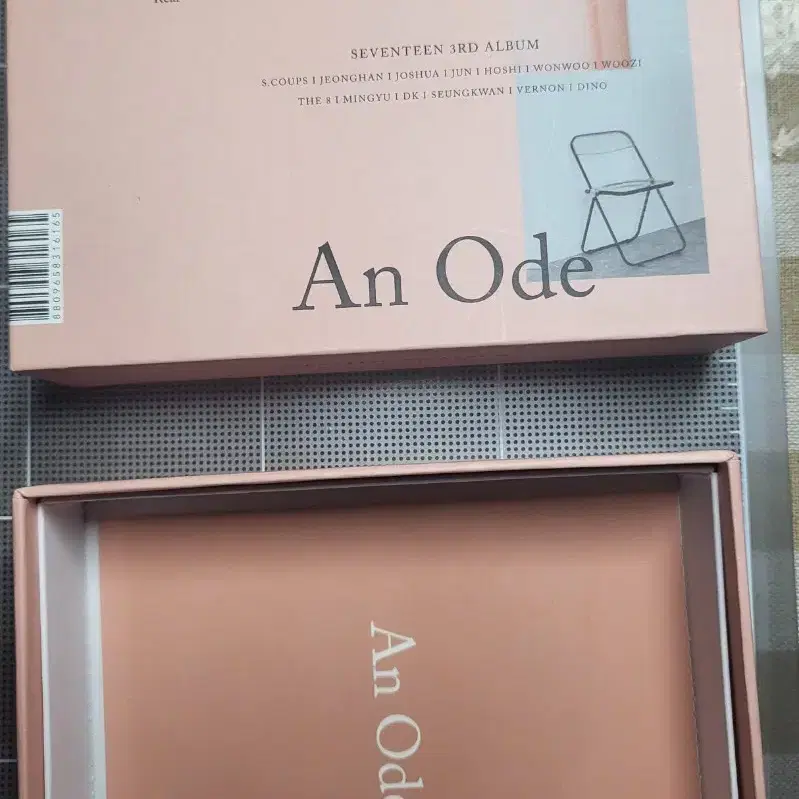 Real
SEVENTEEN 3RD ALBUM
S.COUPS I JEONGHAN I JOSHUA I JUN I HOSHI I WONWOO I WOOZI
THE 8 I MINGYU I DK I SEUNGKWAN I VERNON I DINO
8809658316165
An Ode
An Ode